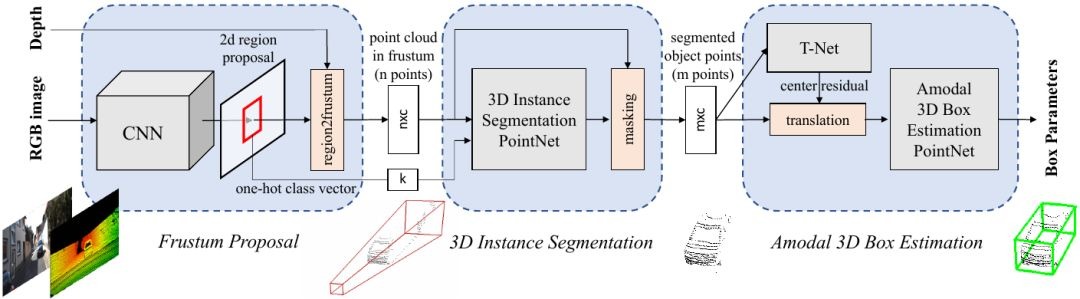 Depth
RGB image
CNN
2d region
proposal
region2frustum
one-hot class vector
Frustum Proposal
point cloud
in frustum
(n points)
nxc
k
3D Instance
Segmentation
PointNet
masking
3D Instance Segmentation
segmented
object points
(m points)
mxc
T-Net
center residual
translation
Amodal
3D Box
Estimation
PointNet
Amodal 3D Box Estimation
Box Parameters